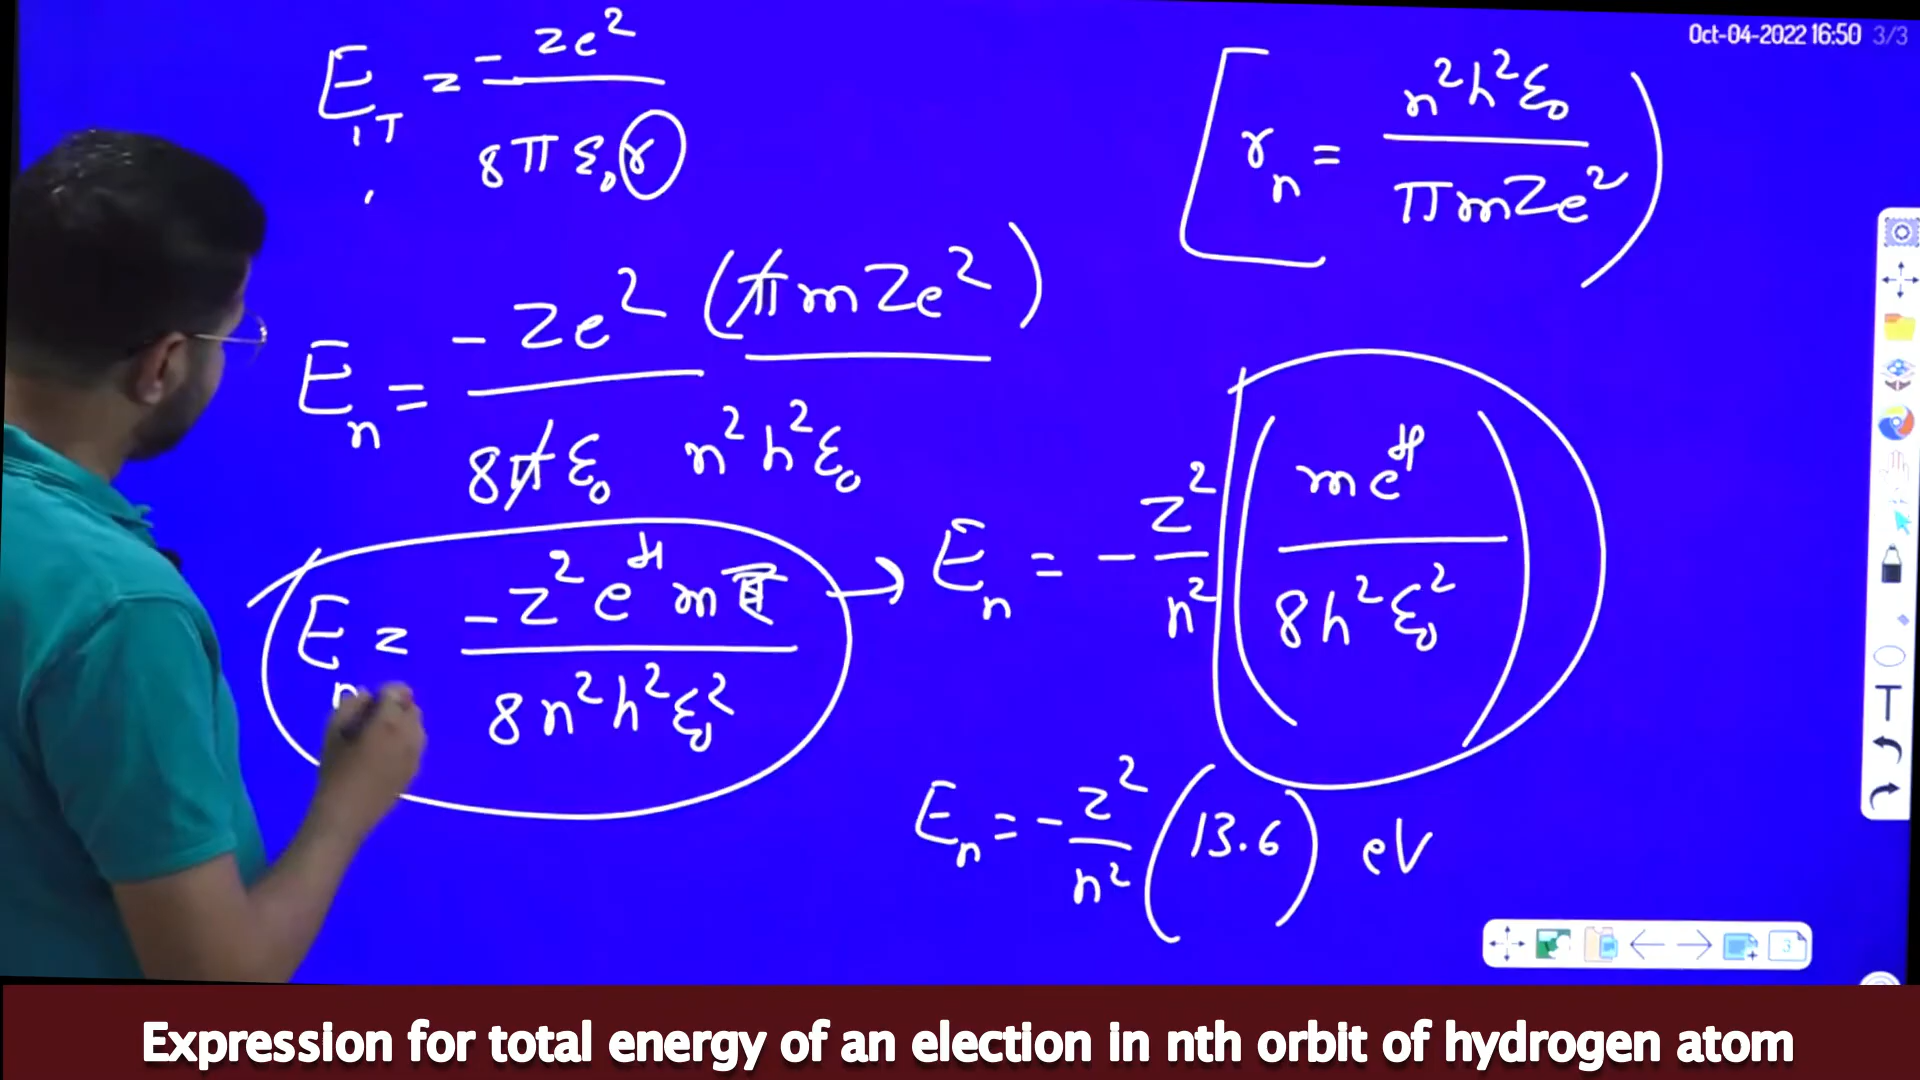 Oct-04-2022 16:50 3/3
E_T = -Ze²/8πε₀r
[r_n = n²h²ε₀/πmZe²)
E_n = -Ze²/8πε₀ (πmZe²)/n²h²ε₀
E_n = -Z²e⁴m/8n²h²ε₀² → E_n = -Z²/n² (me⁴/8h²ε₀²)
E_n = -Z²/n² (13.6) eV
T
3
Expression for total energy of an election in nth orbit of hydrogen atom